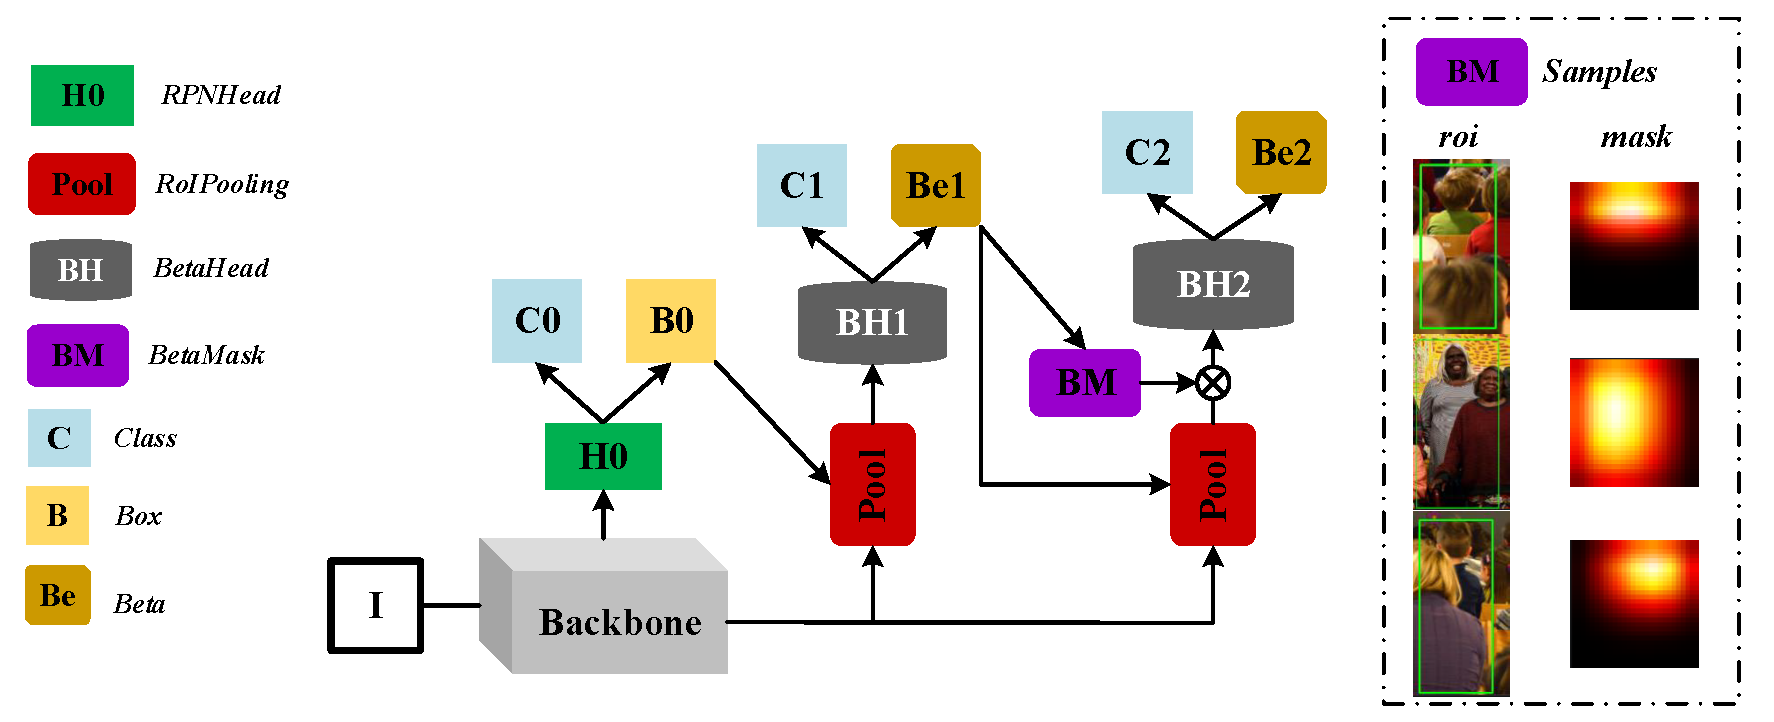 H0 RPNHead
Pool RoIPooling
BH BetaHead
BM BetaMask
C Class
B Box
Be Beta
I
Backbone
H0
C0
B0
Pool
BH1
C1
Be1
BM
Pool
BH2
C2
Be2
BM Samples
roi mask